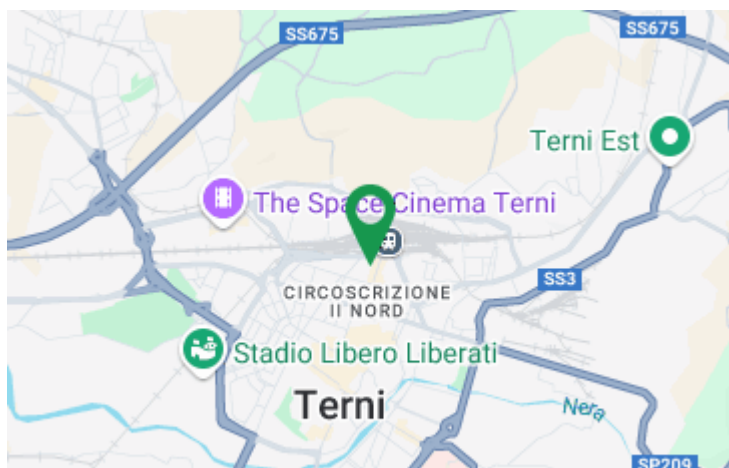 SS675
SS675
Terni Est
The Space Cinema Terni
SS3
CIRCOSCRIZIONE
II NORD
Stadio Libero Liberati
Terni
Nera
SP209